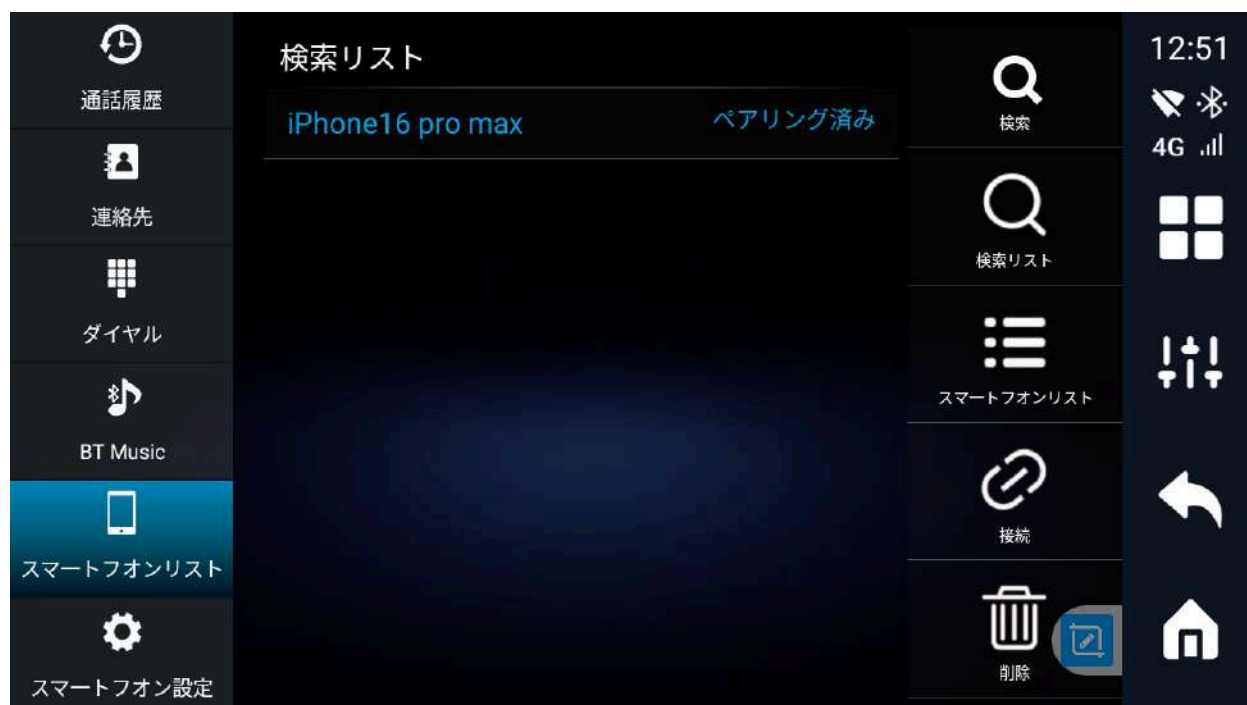 通話履歴
連絡先
ダイヤル
BT Music
スマートフオンリスト
スマートフオン設定
検索リスト
iPhone16 pro max ペアリング済み
検索
検索リスト
スマートフオンリスト
接続
削除
12:51
4G